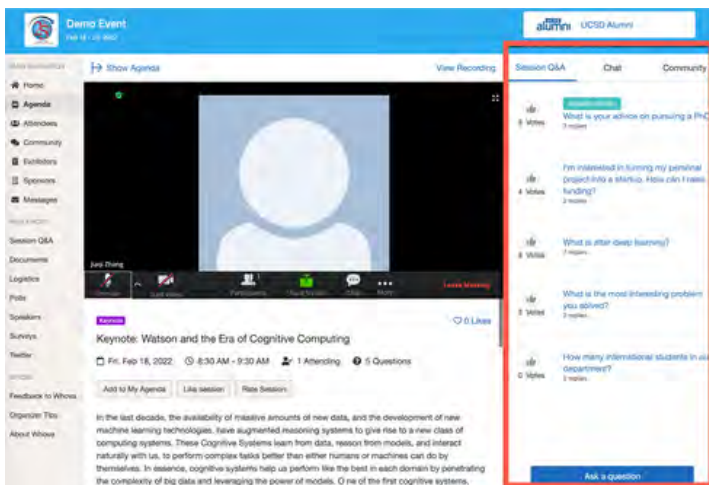 Demo Event
alumni
UCSD Alumni
Show Agenda
View Recording
Home
Agenda
Attendees
Community
Exhibitors
Sponsors
Messages
Session Q&A
Documents
Logistics
Polls
Speakers
Surveys
Twitter
Feedback to Whova
Organizer Tips
About Whova
Leave Meeting
Keynote
0 Likes
Keynote: Watson and the Era of Cognitive Computing
Fri, Feb 18, 2022
8:30 AM - 9:30 AM
1 Attending
5 Questions
Add to My Agenda
Like session
Rate Session
In the last decade, the availability of massive amounts of new data, and the development of new
machine learning technologies, have augmented reasoning systems to give rise to a new class of
computing systems. These Cognitive Systems learn from data, reason from models, and interact
naturally with us, to perform complex tasks better than either humans or machines can do by
themselves. In essence, cognitive systems help us perform like the best in each domain by penetrating
the complexity of big data and leveraging the power of models. O ne of the first cognitive systems,
Session Q&A
Chat
Community
Votes
What is your advice on pursuing a PhD
replies
I'm interested in turning my personal
project into a startup. How can I raise
funding?
4 Votes
2 replies
What is after deep learning?
Votes
replies
What is the most interesting problem
you solved?
Votes
replies
How many international students in our
department?
0 Votes
replies
Ask a question